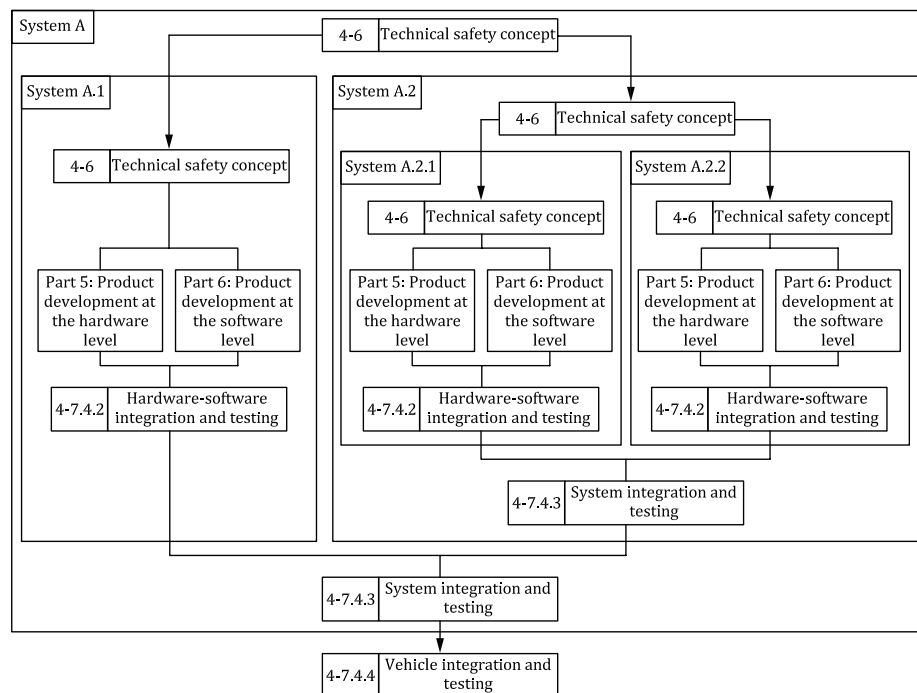 System A
4-6 Technical safety concept
System A.1
System A.2
4-6 Technical safety concept
4-6 Technical safety concept
System A.2.1
System A.2.2
4-6 Technical safety concept
4-6 Technical safety concept
Part 5: Product
development at
the hardware
level
Part 6: Product
development at
the software
level
Part 5: Product
development at
the hardware
level
Part 6: Product
development at
the software
level
Part 5: Product
development at
the hardware
level
Part 6: Product
development at
the software
level
4-7.4.2
Hardware-software
integration and testing
4-7.4.2
Hardware-software
integration and testing
4-7.4.2
Hardware-software
integration and testing
4-7.4.3
System integration and
testing
4-7.4.3
System integration and
testing
4-7.4.4
Vehicle integration and
testing